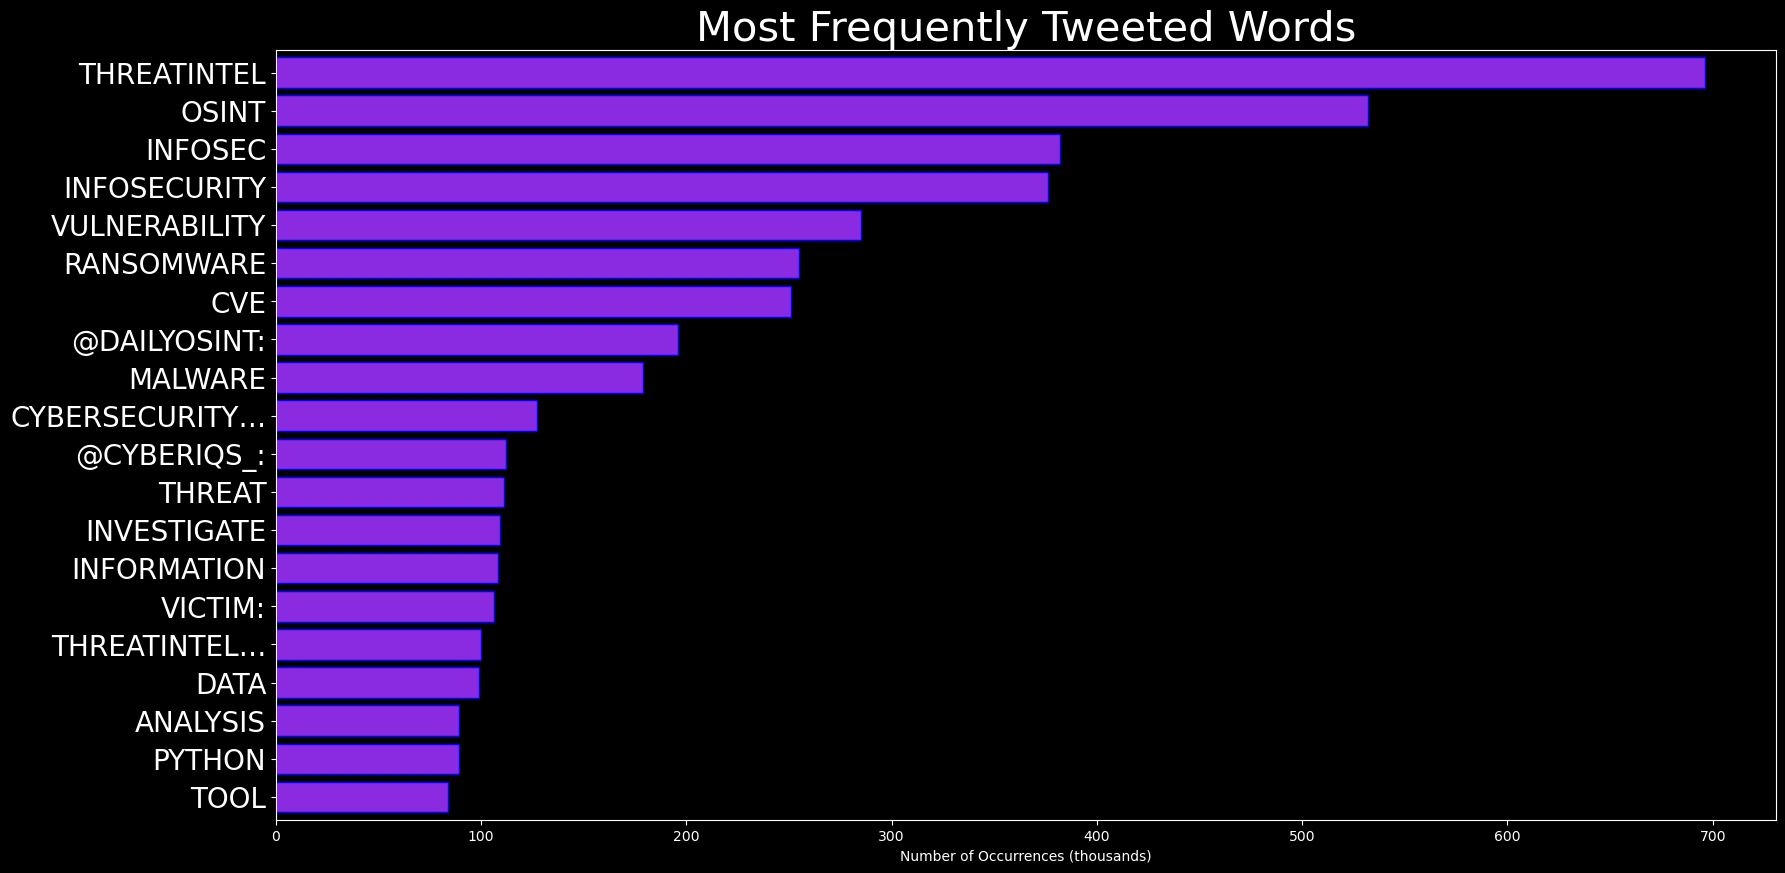 Most Frequently Tweeted Words
THREATINTEL
OSINT
INFOSEC
INFOSECURITY
VULNERABILITY
RANSOMWARE
CVE
@DAILYOSINT:
MALWARE
CYBERSECURITY…
@CYBERIQS_:
THREAT
INVESTIGATE
INFORMATION
VICTIM:
THREATINTEL…
DATA
ANALYSIS
PYTHON
TOOL
0 100 200 300 400 500 600 700
Number of Occurrences (thousands)